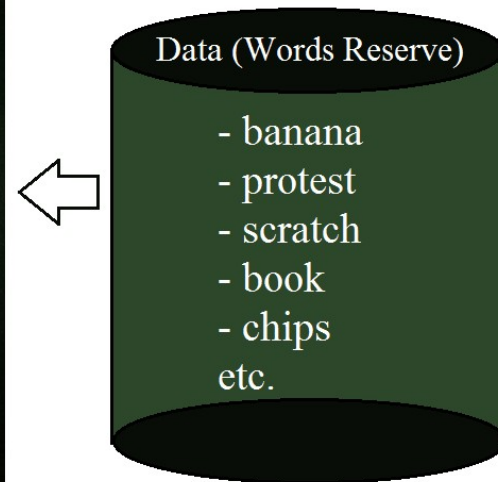 Data (Words Reserve)
- banana
- protest
- scratch
- book
- chips
etc.